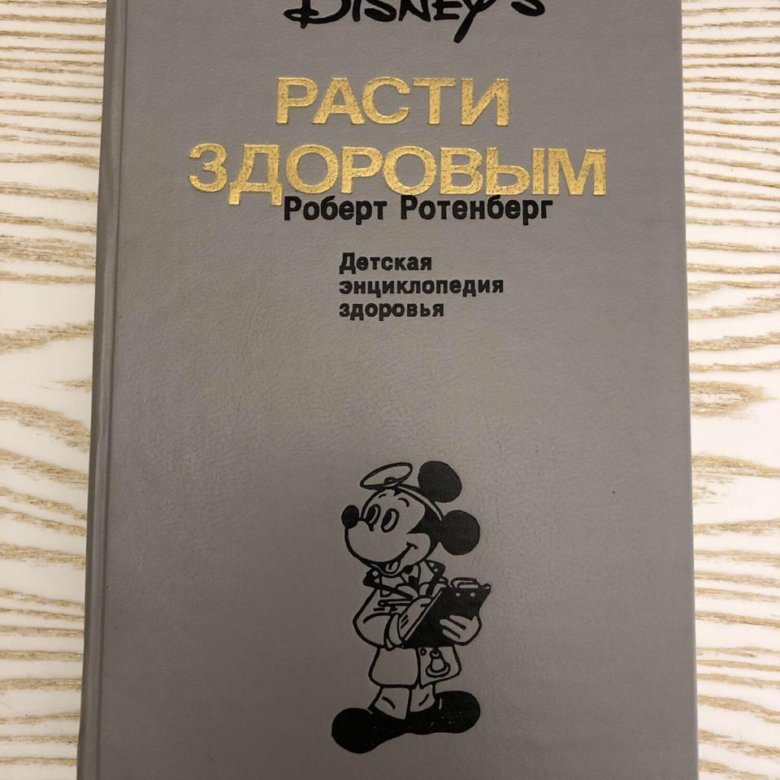 DISNEY'S
РАСТИ
ЗДОРОВЫМ
Роберт Ротенберг
Детская
энциклопедия
здоровья